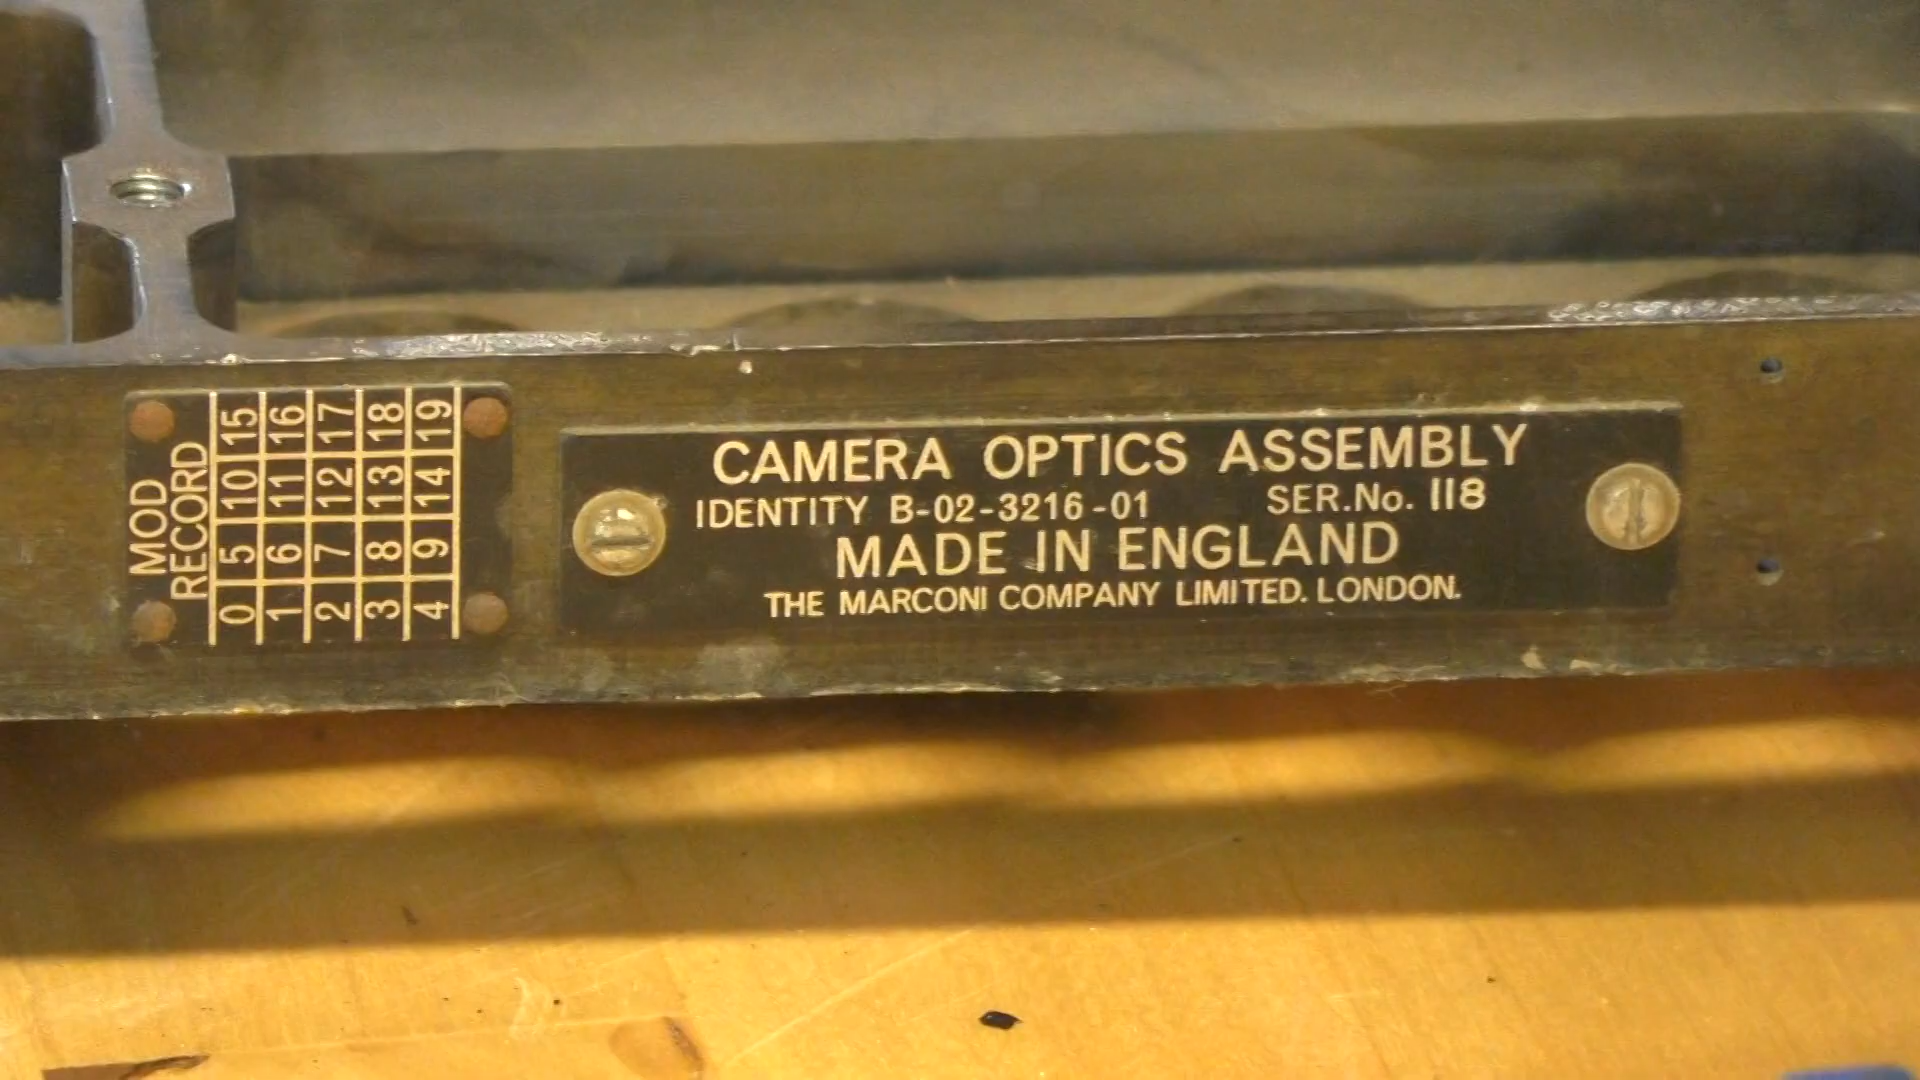 MOD
RECORD
0 5 10 15
1 6 11 16
2 7 12 17
3 8 13 18
4 9 14 19
CAMERA OPTICS ASSEMBLY
IDENTITY B-02-3216-01 SER.No. 118
MADE IN ENGLAND
THE MARCONI COMPANY LIMITED. LONDON.